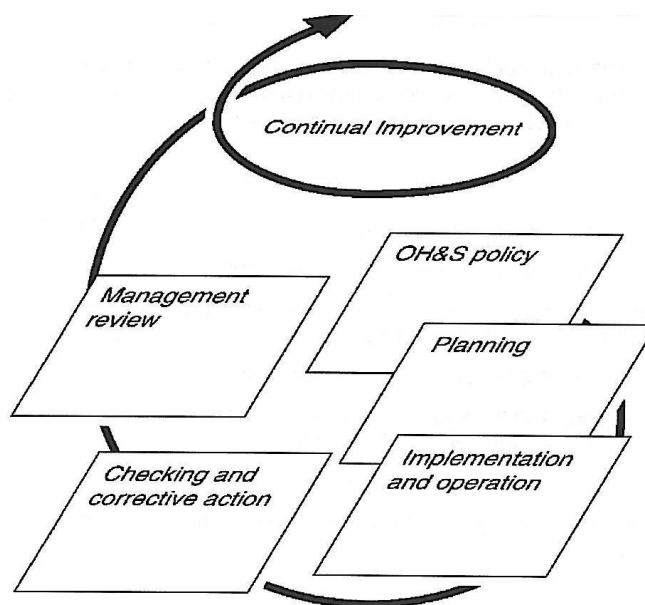 Continual Improvement
OH&S policy
Management
review
Planning
Checking and
corrective action
Implementation
and operation